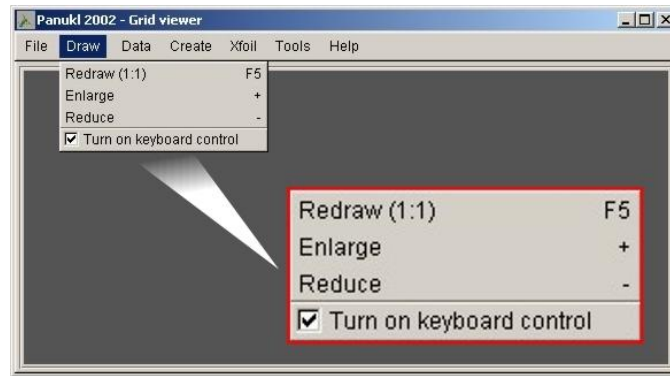 Panukl 2002 - Grid viewer
File Draw Data Create Xfoil Tools Help
Redraw (1:1) F5
Enlarge +
Reduce -
Turn on keyboard control
Redraw (1:1) F5
Enlarge +
Reduce -
Turn on keyboard control